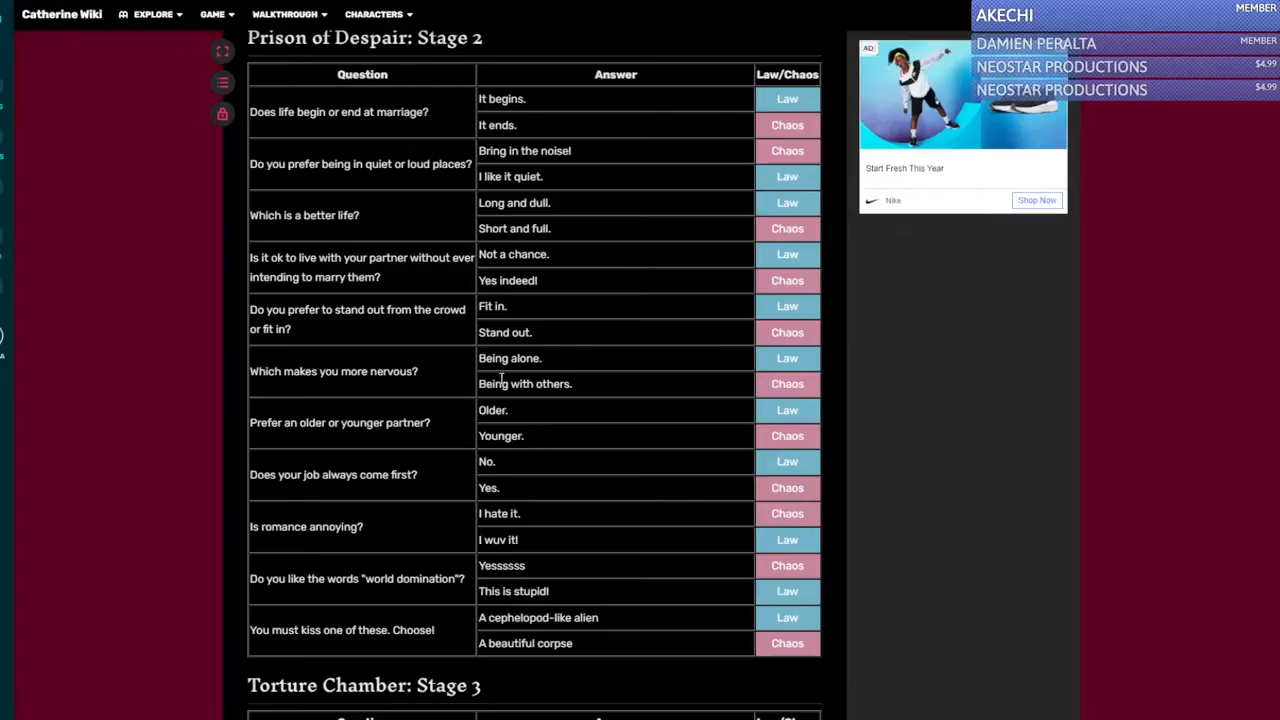 Catherine Wiki
EXPLORE
GAME
WALKTHROUGH
CHARACTERS
AKECHI
MEMBER
DAMIEN PERALTA
MEMBER
NEOSTAR PRODUCTIONS
$4.99
NEOSTAR PRODUCTIONS
$4.99
AD
Start Fresh This Year
Nike
Shop Now
Prison of Despair: Stage 2
Question Answer Law/Chaos
Does life begin or end at marriage?
It begins. Law
It ends. Chaos
Do you prefer being in quiet or loud places?
Bring in the noise! Chaos
I like it quiet. Law
Which is a better life?
Long and dull. Law
Short and full. Chaos
Is it ok to live with your partner without ever
intending to marry them?
Not a chance. Law
Yes indeed! Chaos
Do you prefer to stand out from the crowd
or fit in?
Fit in. Law
Stand out. Chaos
Which makes you more nervous?
Being alone. Law
Being with others. Chaos
Prefer an older or younger partner?
Older. Law
Younger. Chaos
Does your job always come first?
No. Law
Yes. Chaos
Is romance annoying?
I hate it. Chaos
I wuv it! Law
Do you like the words "world domination"?
Yessssss Chaos
This is stupid! Law
You must kiss one of these. Choose!
A cephelopod-like alien Law
A beautiful corpse Chaos
Torture Chamber: Stage 3